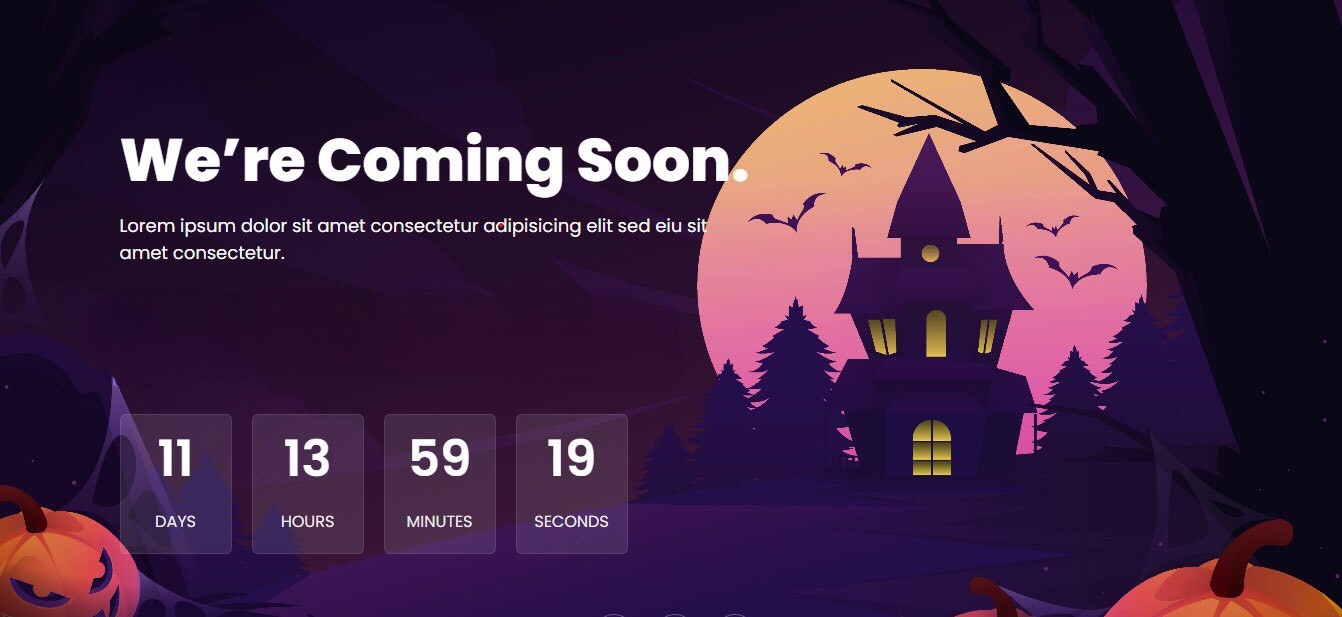 We’re Coming Soon.
Lorem ipsum dolor sit amet consectetur adipisicing elit sed eiu sit
amet consectetur.
11 13 59 19
DAYS HOURS MINUTES SECONDS